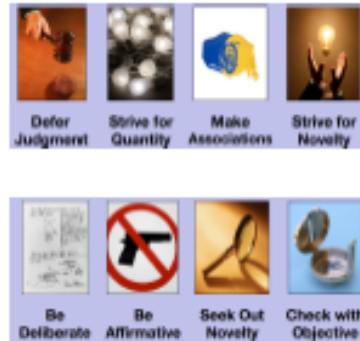 Defer Strive for Make Strive for
Judgment Quantity Associations Novelty
Be Be Seek Out Check with
Deliberate Affirmative Novelty Objective